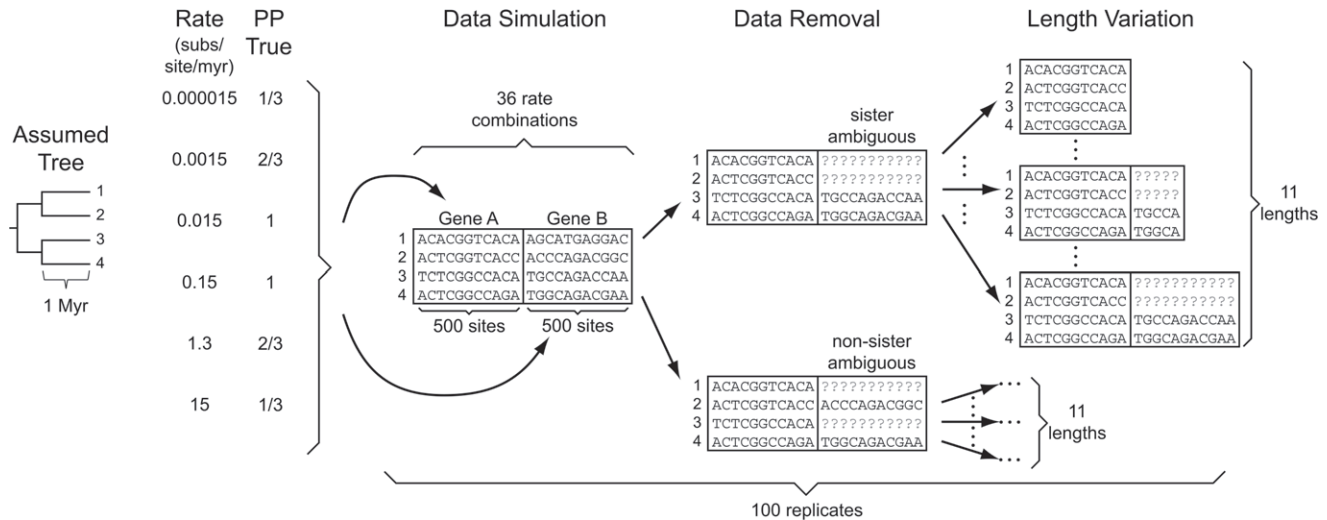 Rate
(subs/
site/myr)
PP
True
Data Simulation
Data Removal
Length Variation
0.000015 1/3
0.0015 2/3
0.015 1
0.15 1
1.3 2/3
15 1/3
Assumed
Tree
1
2
3
4
1 Myr
36 rate
combinations
Gene A Gene B
1 ACACGGTCACA AGCATGAGGAC
2 ACTCGGTCACC ACCCAGACGGC
3 TCTCGGCCACA TGCCAGACCAA
4 ACTCGGCCAGA TGGCAGACGAA
500 sites 500 sites
sister
ambiguous
1 ACACGGTCACA ???????????
2 ACTCGGTCACC ???????????
3 TCTCGGCCACA TGCCAGACCAA
4 ACTCGGCCAGA TGGCAGACGAA
non-sister
ambiguous
1 ACACGGTCACA ???????????
2 ACTCGGTCACC ACCCAGACGGC
3 TCTCGGCCACA ???????????
4 ACTCGGCCAGA TGGCAGACGAA
1 ACACGGTCACA
2 ACTCGGTCACC
3 TCTCGGCCACA
4 ACTCGGCCAGA
1 ACACGGTCACA ?????
2 ACTCGGTCACC ?????
3 TCTCGGCCACA TGCCA
4 ACTCGGCCAGA TGGCA
1 ACACGGTCACA ???????????
2 ACTCGGTCACC ???????????
3 TCTCGGCCACA TGCCAGACCAA
4 ACTCGGCCAGA TGGCAGACGAA
11
lengths
11
lengths
100 replicates